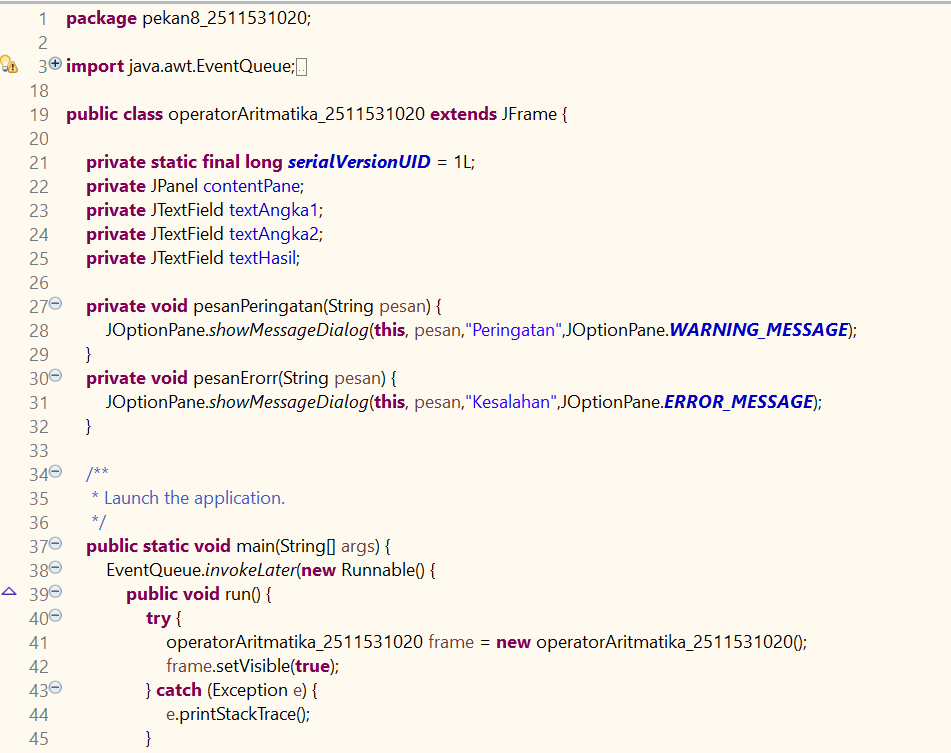 1 package pekan8_2511531020;
2
3 import java.awt.EventQueue;
18
19 public class operatorAritmatika_2511531020 extends JFrame {
20
21 private static final long serialVersionUID = 1L;
22 private JPanel contentPane;
23 private JTextField textAngka1;
24 private JTextField textAngka2;
25 private JTextField textHasil;
26
27 private void pesanPeringatan(String pesan) {
28 JOptionPane.showMessageDialog(this, pesan,"Peringatan",JOptionPane.WARNING_MESSAGE);
29 }
30 private void pesanErorr(String pesan) {
31 JOptionPane.showMessageDialog(this, pesan,"Kesalahan",JOptionPane.ERROR_MESSAGE);
32 }
33
34 /**
35 * Launch the application.
36 */
37 public static void main(String[] args) {
38 EventQueue.invokeLater(new Runnable() {
39 public void run() {
40 try {
41 operatorAritmatika_2511531020 frame = new operatorAritmatika_2511531020();
42 frame.setVisible(true);
43 } catch (Exception e) {
44 e.printStackTrace();
45 }